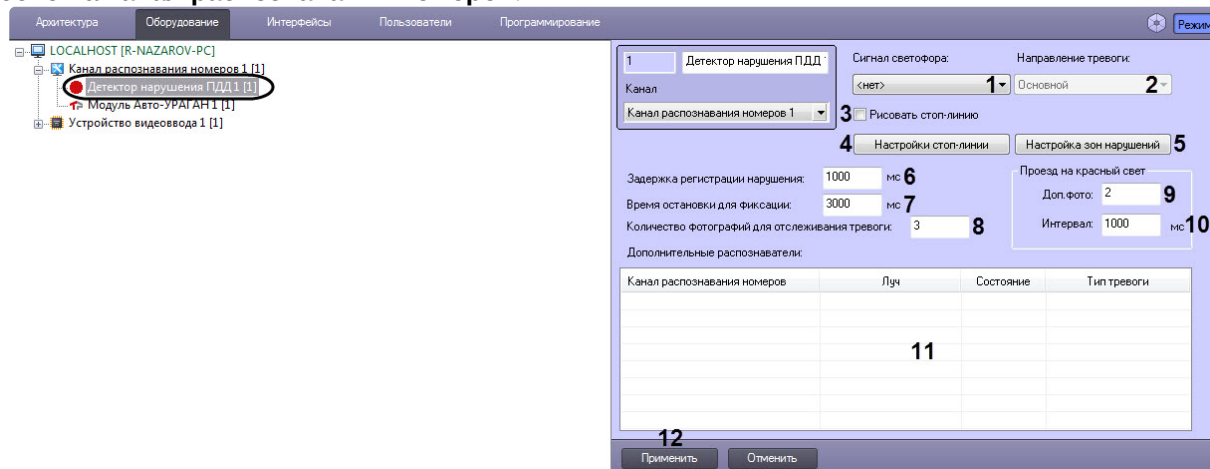 Архитектура Оборудование Интерфейсы Пользователи Программирование Режим
LOCALHOST [R-NAZAROV-PC]
Канал распознавания номеров 1 [1]
Детектор нарушения ПДД 1 [1]
Модуль Авто-УРАГАН 1 [1]
Устройство видеоввода 1 [1]
1 Детектор нарушения ПДД
Канал
Канал распознавания номеров 1
Сигнал светофора: Направление тревоги:
<нет> 1 Основной 2
3 Рисовать стоп-линию
4 Настройки стоп-линии Настройка зон нарушений 5
Задержка регистрации нарушения: 1000 мс 6
Время остановки для фиксации: 3000 мс 7
Количество фотографий для отслеживания тревоги: 3 8
Проезд на красный свет
Доп.фото: 2 9
Интервал: 1000 мс 10
Дополнительные распознаватели:
Канал распознавания номеров Луч Состояние Тип тревоги
11
12
Применить Отменить